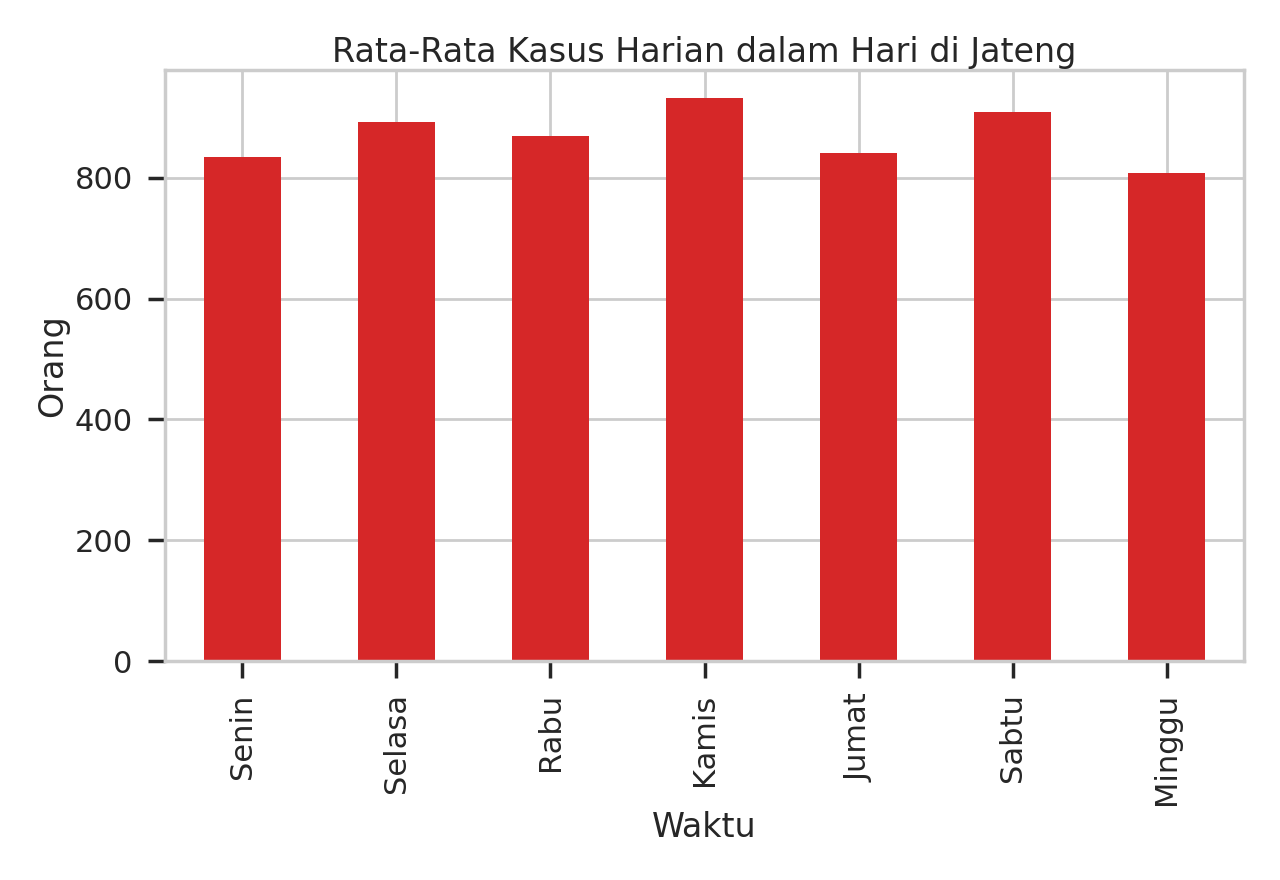 Rata-Rata Kasus Harian dalam Hari di Jateng
Orang
800
600
400
200
0
Senin
Selasa
Rabu
Kamis
Jumat
Sabtu
Minggu
Waktu